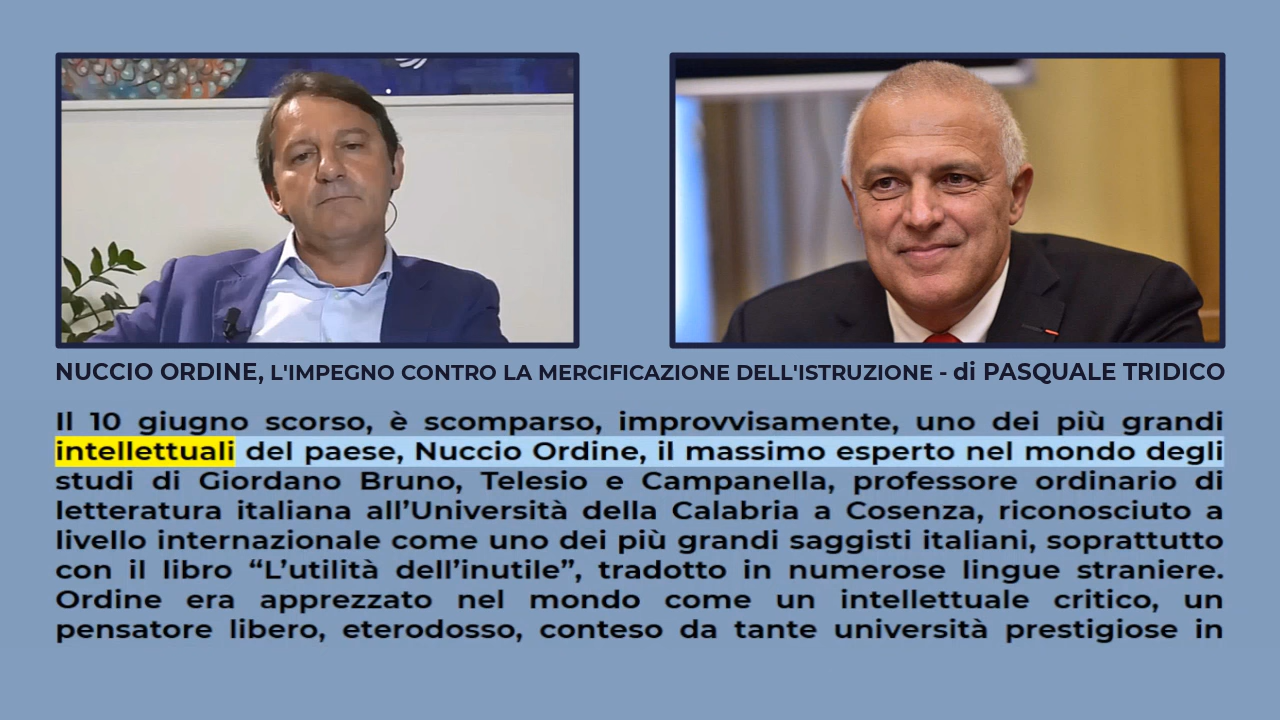 NUCCIO ORDINE, L'IMPEGNO CONTRO LA MERCIFICAZIONE DELL'ISTRUZIONE - di PASQUALE TRIDICO
Il 10 giugno scorso, è scomparso, improvvisamente, uno dei più grandi
intellettuali del paese, Nuccio Ordine, il massimo esperto nel mondo degli
studi di Giordano Bruno, Telesio e Campanella, professore ordinario di
letteratura italiana all’Università della Calabria a Cosenza, riconosciuto a
livello internazionale come uno dei più grandi saggisti italiani, soprattutto
con il libro “L’utilità dell’inutile”, tradotto in numerose lingue straniere.
Ordine era apprezzato nel mondo come un intellettuale critico, un
pensatore libero, eterodosso, conteso da tante università prestigiose in